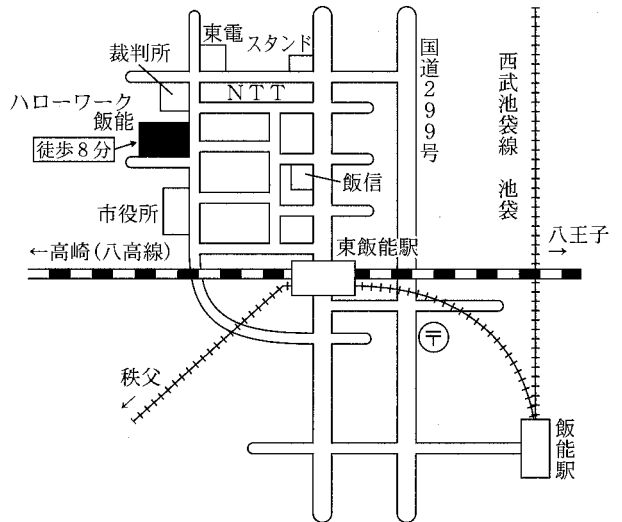 東電
スタンド
裁判所
NTT
ハローワーク
飯能
徒歩8分
飯信
市役所
国道299号
西武池袋線 池袋
←高崎(八高線)
東飯能駅
八王子
→
〒
秩父
←
飯能駅